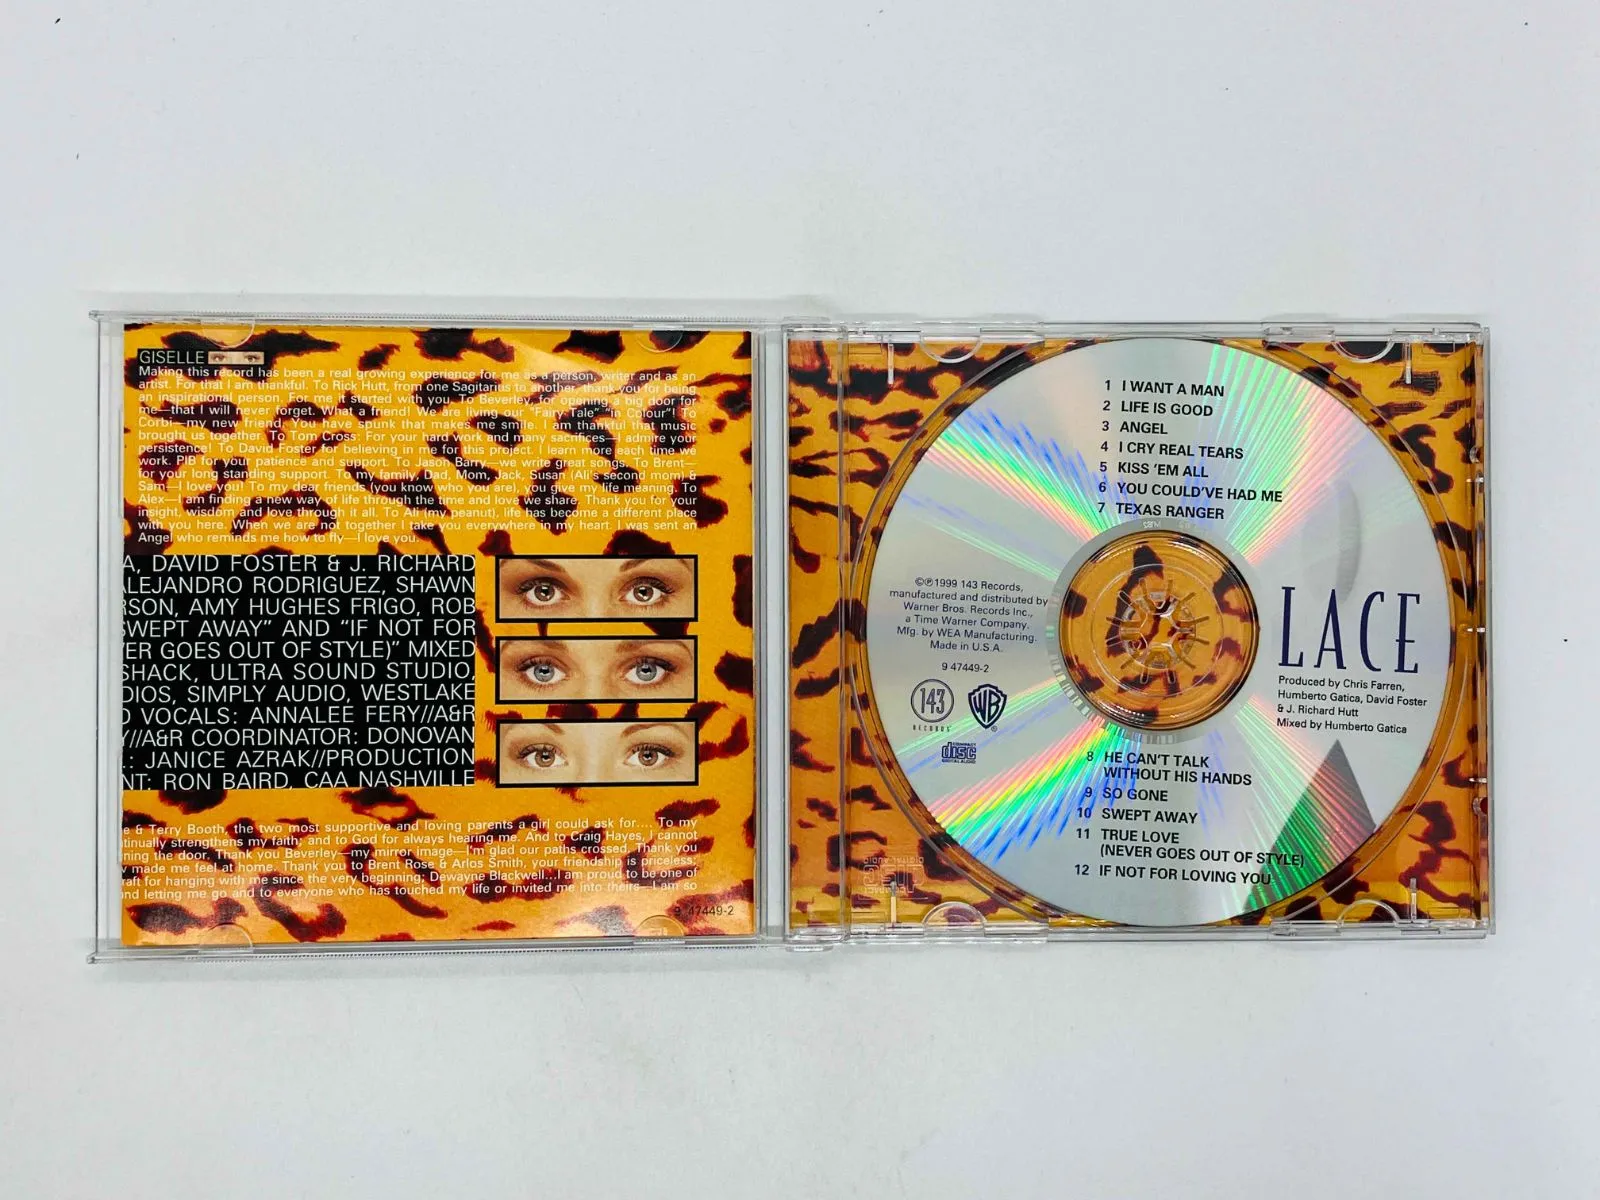 GISELLE
Making this record has been a real growing experience for me as a person, writer and as an
artist. For that I am thankful. To Rick Hutt, from one Sagitarius to another, thank you for being
an inspirational person. For me it started with you. To Beverley, for opening a big door for
me—that I will never forget. What a friend! We are living our "Fairy Tale" "in Colour"! To
Corbi—my new friend. You have spunk that makes me smile. I am thankful that music
brought us together. To Tom Cross: For your hard work and many sacrifices—I admire your
persistence! To David Foster for believing in me for this project. I learn more each time we
work. PIB for your patience and support. To Jason Barry—we write great songs. To Brent—
for your long standing support. To my family, Dad, Mom, Jack, Susan (Ali's second mom) &
Sam—I love you! To my dear friends (you know who you are), you give my life meaning. To
Alex—I am finding a new way of life through the time and love we share. Thank you for your
insight, wisdom and love through it all. To Ali (my peanut), life has become a different place
with you here. When we are not together I take you everywhere in my heart. I was sent an
Angel who reminds me how to fly—I love you.
A, DAVID FOSTER & J. RICHARD
ALEJANDRO RODRIGUEZ, SHAWN
RSON, AMY HUGHES FRIGO, ROB
SWEPT AWAY" AND "IF NOT FOR
VER GOES OUT OF STYLE)" MIXED
SHACK, ULTRA SOUND STUDIO,
DIOS, SIMPLY AUDIO, WESTLAKE
D VOCALS: ANNALEE FERY//A&R
Y//A&R COORDINATOR: DONOVAN
.: JANICE AZRAK//PRODUCTION
NT: RON BAIRD, CAA NASHVILLE
e & Terry Booth, the two most supportive and loving parents a girl could ask for.... To my
tinually strengthens my faith; and to God for always hearing me. And to Craig Hayes, I cannot
ning the door. Thank you Beverley—my mirror image—I'm glad our paths crossed. Thank you
y made me feel at home. Thank you to Brent Rose & Arlos Smith, your friendship is priceless;
raft for hanging with me since the very beginning; Dewayne Blackwell...I am proud to be one of
and letting me go and to everyone who has touched my life or invited me into theirs—I am so
9 47449-2
1 I WANT A MAN
2 LIFE IS GOOD
3 ANGEL
4 I CRY REAL TEARS
5 KISS 'EM ALL
6 YOU COULD'VE HAD ME
7 TEXAS RANGER
©℗1999 143 Records,
manufactured and distributed by
Warner Bros. Records Inc.,
a Time Warner Company.
Mfg. by WEA Manufacturing.
Made in U.S.A.
9 47449-2
143
RECORDS
WB
COMPACT
disc
DIGITAL AUDIO
LACE
Produced by Chris Farren,
Humberto Gatica, David Foster
& J. Richard Hutt
Mixed by Humberto Gatica
8 HE CAN'T TALK
WITHOUT HIS HANDS
9 SO GONE
10 SWEPT AWAY
11 TRUE LOVE
(NEVER GOES OUT OF STYLE)
12 IF NOT FOR LOVING YOU